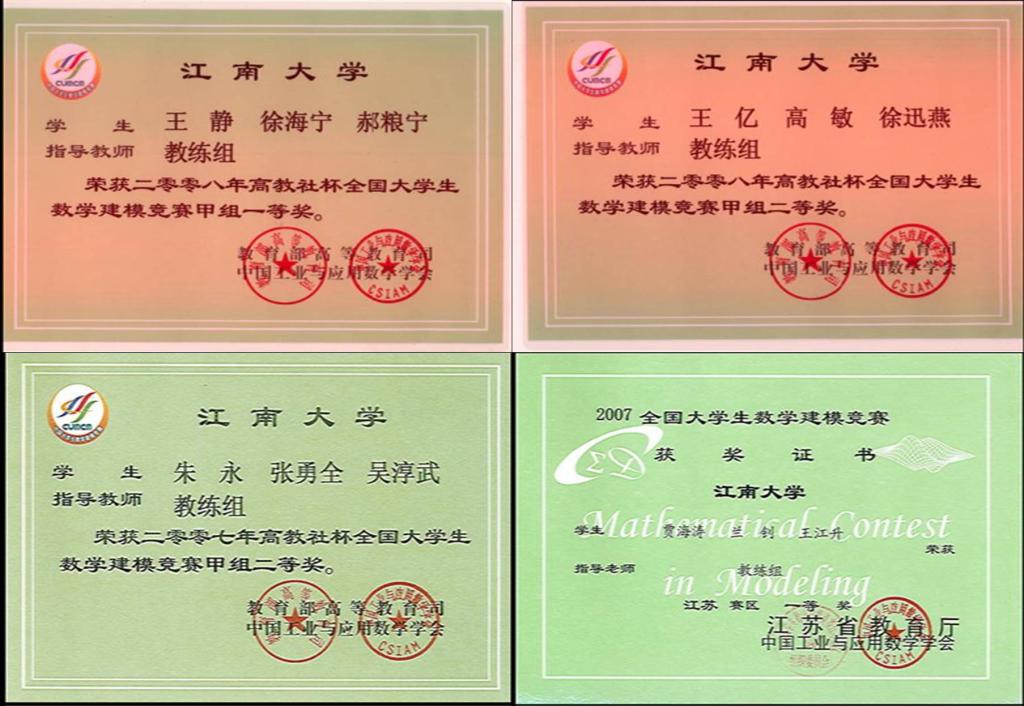 CUMCM
江南大学
学 生 王 静 徐海宁 郝粮宁
指导教师 教练组
荣获二零零八年高教社杯全国大学生
数学建模竞赛甲组一等奖。
教育部高等教育司
中国工业与应用数学学会
CSIAM
CUMCM
江南大学
学 生 王 亿 高 敏 徐迅燕
指导教师 教练组
荣获二零零八年高教社杯全国大学生
数学建模竞赛甲组二等奖。
教育部高等教育司
中国工业与应用数学学会
CSIAM
CUMCM
江南大学
学 生 朱 永 张勇全 吴淳武
指导教师 教练组
荣获二零零七年高教社杯全国大学生
数学建模竞赛甲组二等奖。
教育部高等教育司
中国工业与应用数学学会
CSIAM
2007 全国大学生数学建模竞赛
获奖证书
江南大学
Mathematical Contest
学生 贾海涛 兰 钊 王江升
荣获
指导老师 教练组
in Modeling
江苏 赛区 一等 奖
江苏省教育厅
中国工业与应用数学学会
CSIAM